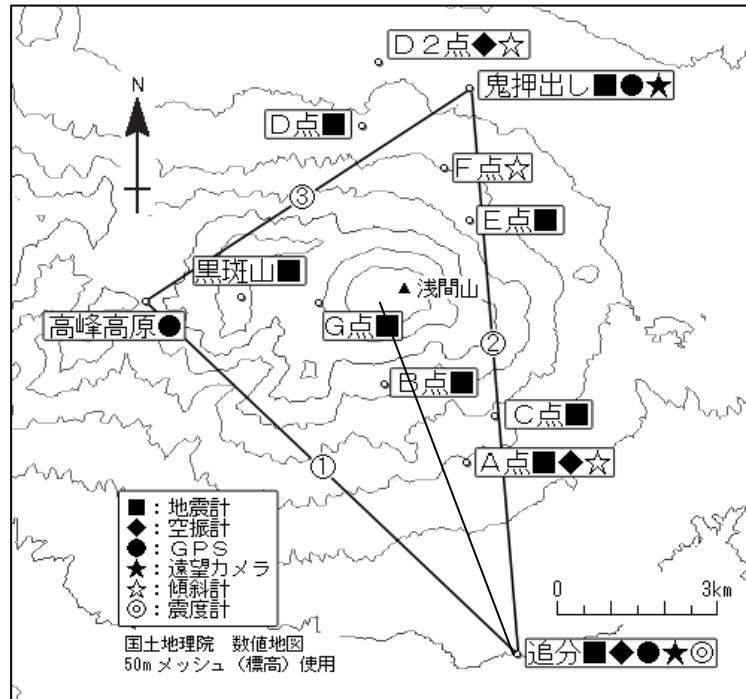 D2点◆☆
鬼押出し■●★
N
D点■
F点☆
③
E点■
黒斑山■
▲浅間山
高峰高原●
G点■
②
B点■
C点■
①
A点■◆☆
■：地震計
◆：空振計
●：GPS
★：遠望カメラ
☆：傾斜計
◎：震度計
0 3km
国土地理院 数値地図
50mメッシュ（標高）使用
追分■◆●★◎